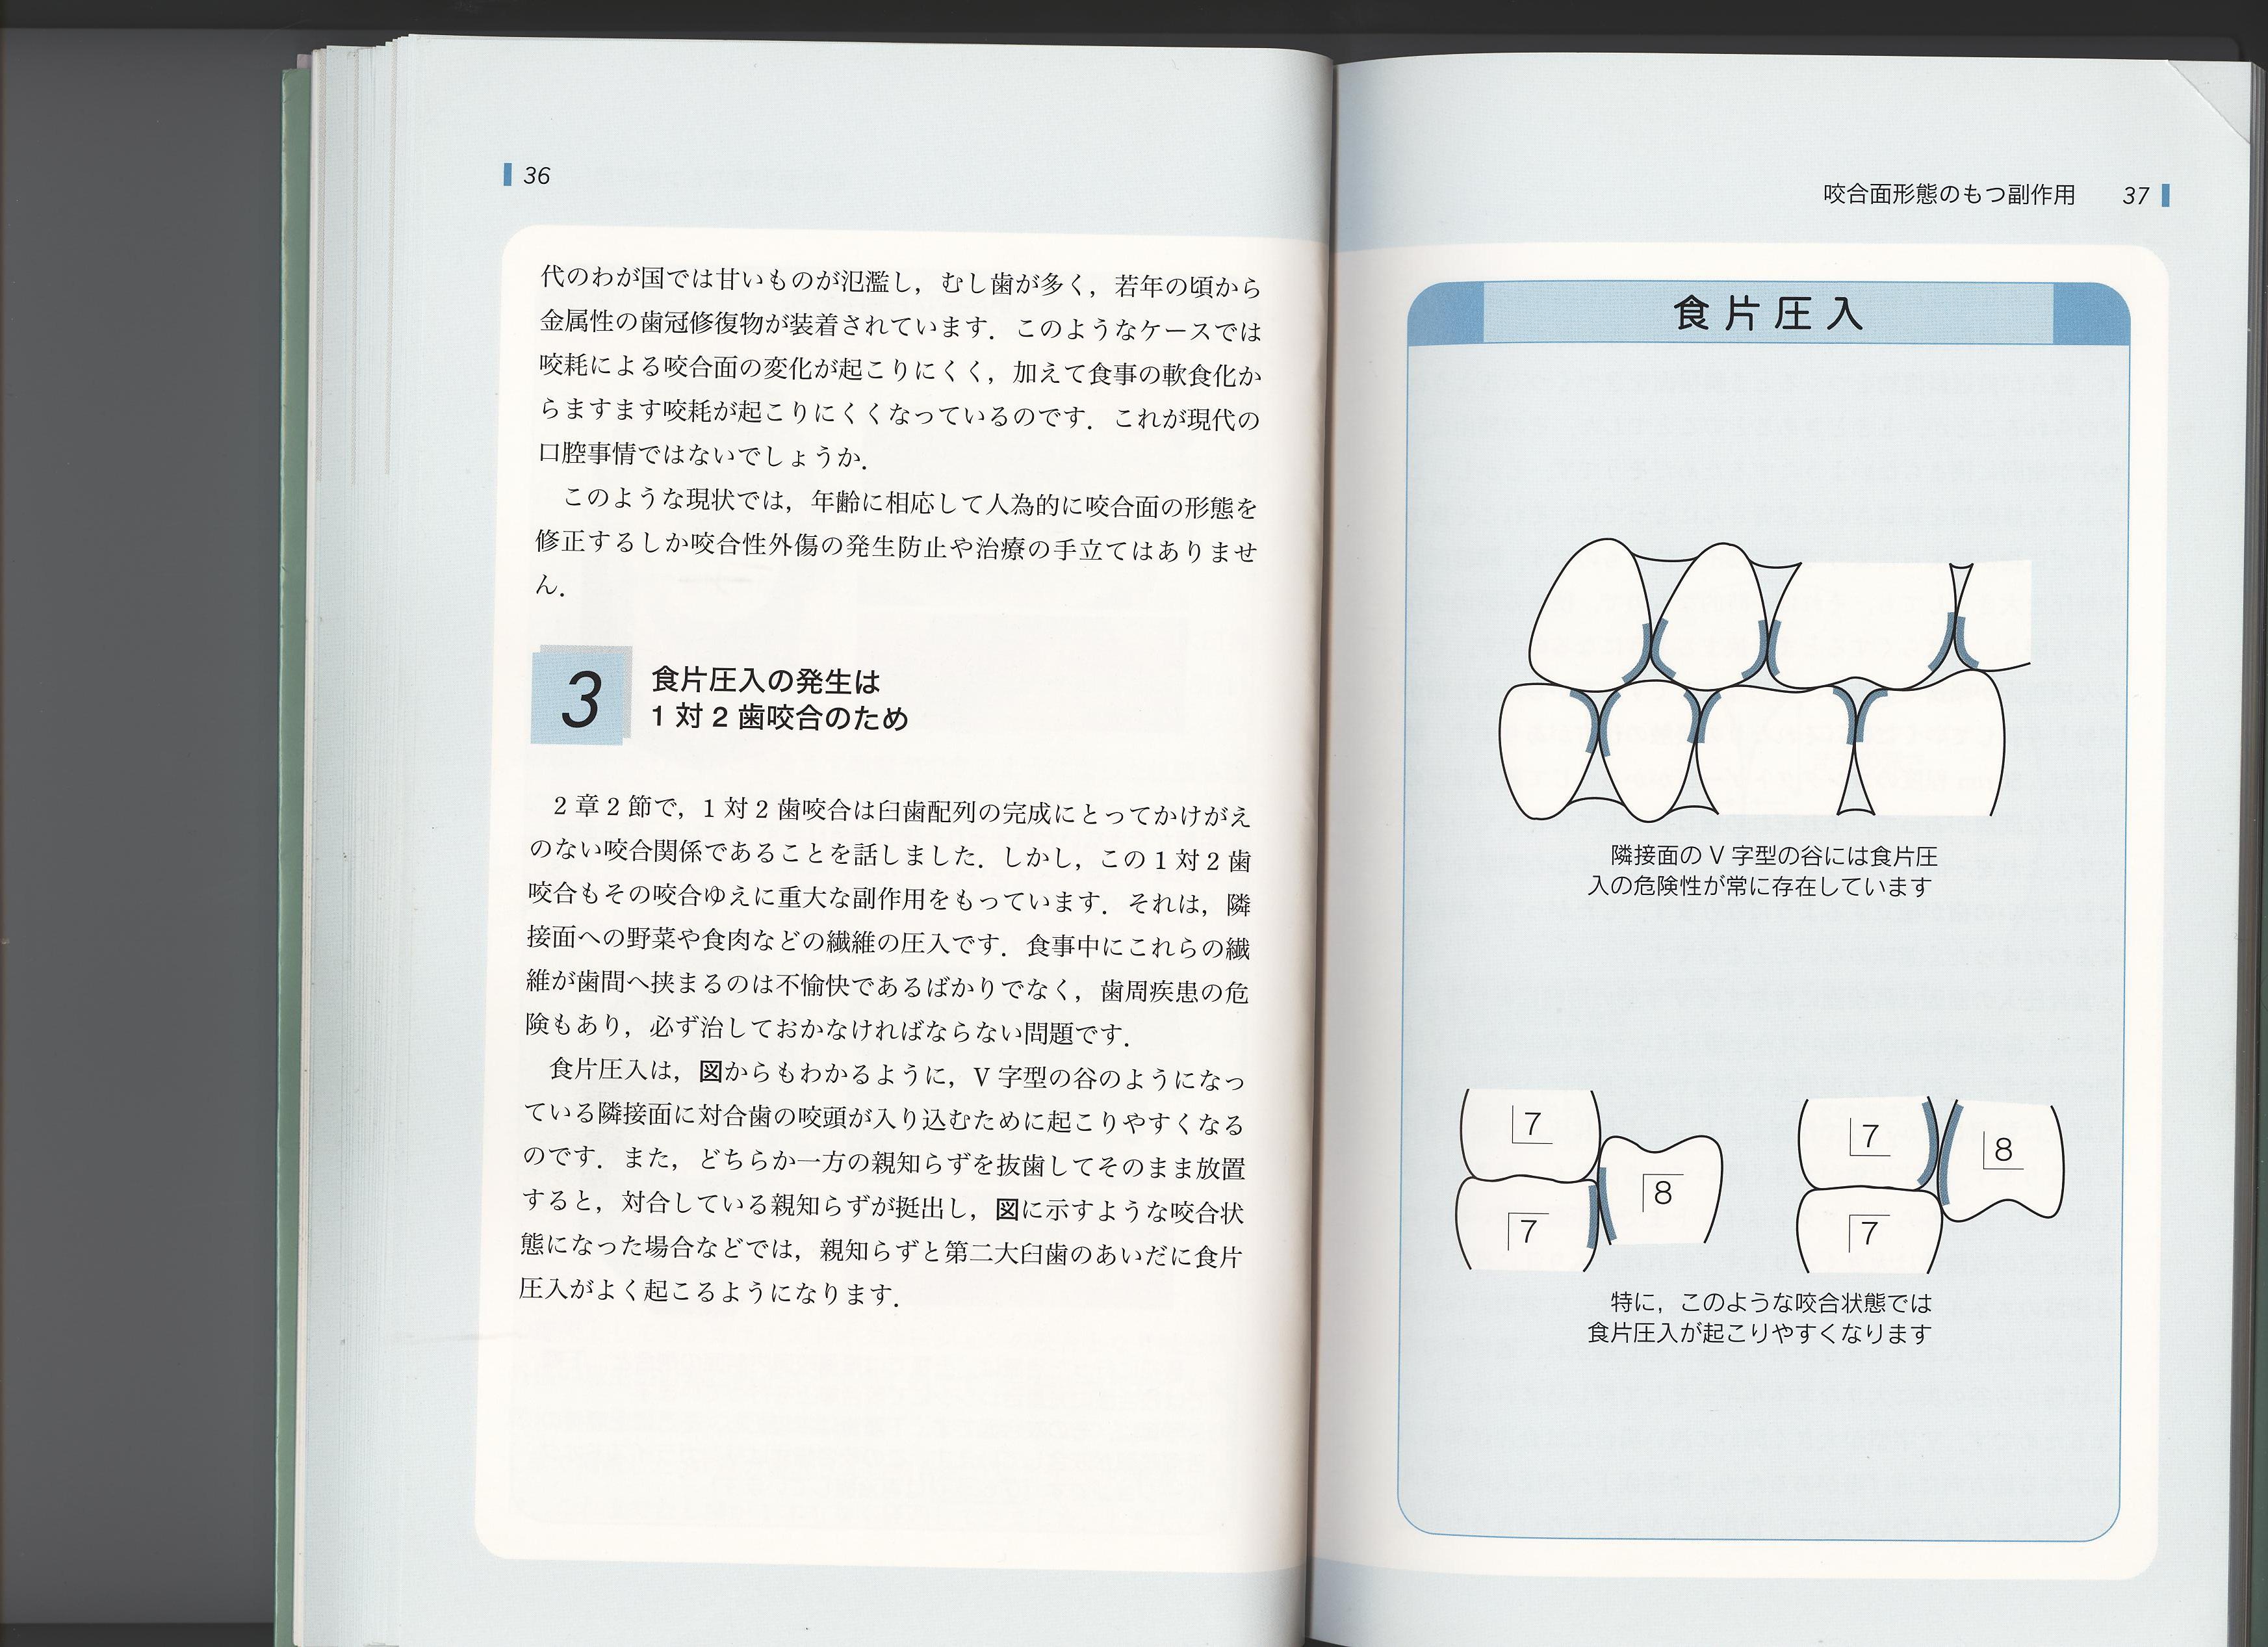 36
代のわが国では甘いものが氾濫し，むし歯が多く，若年の頃から
金属性の歯冠修復物が装着されています．このようなケースでは
咬耗による咬合面の変化が起こりにくく，加えて食事の軟食化か
らますます咬耗が起こりにくくなっているのです．これが現代の
口腔事情ではないでしょうか．
このような現状では，年齢に相応して人為的に咬合面の形態を
修正するしか咬合性外傷の発生防止や治療の手立てはありませ
ん．
3
食片圧入の発生は
1対2歯咬合のため
2章2節で，1対2歯咬合は臼歯配列の完成にとってかけがえ
のない咬合関係であることを話しました．しかし，この1対2歯
咬合もその咬合ゆえに重大な副作用をもっています．それは，隣
接面への野菜や食肉などの繊維の圧入です．食事中にこれらの繊
維が歯間へ挟まるのは不愉快であるばかりでなく，歯周疾患の危
険もあり，必ず治しておかなければならない問題です．
食片圧入は，図からもわかるように，V字型の谷のようになっ
ている隣接面に対合歯の咬頭が入り込むために起こりやすくなる
のです．また，どちらか一方の親知らずを抜歯してそのまま放置
すると，対合している親知らずが挺出し，図に示すような咬合状
態になった場合などでは，親知らずと第二大臼歯のあいだに食片
圧入がよく起こるようになります．
咬合面形態のもつ副作用 37
食片圧入
隣接面のV字型の谷には食片圧
入の危険性が常に存在しています
7
8
7
7
8
7
特に，このような咬合状態では
食片圧入が起こりやすくなります